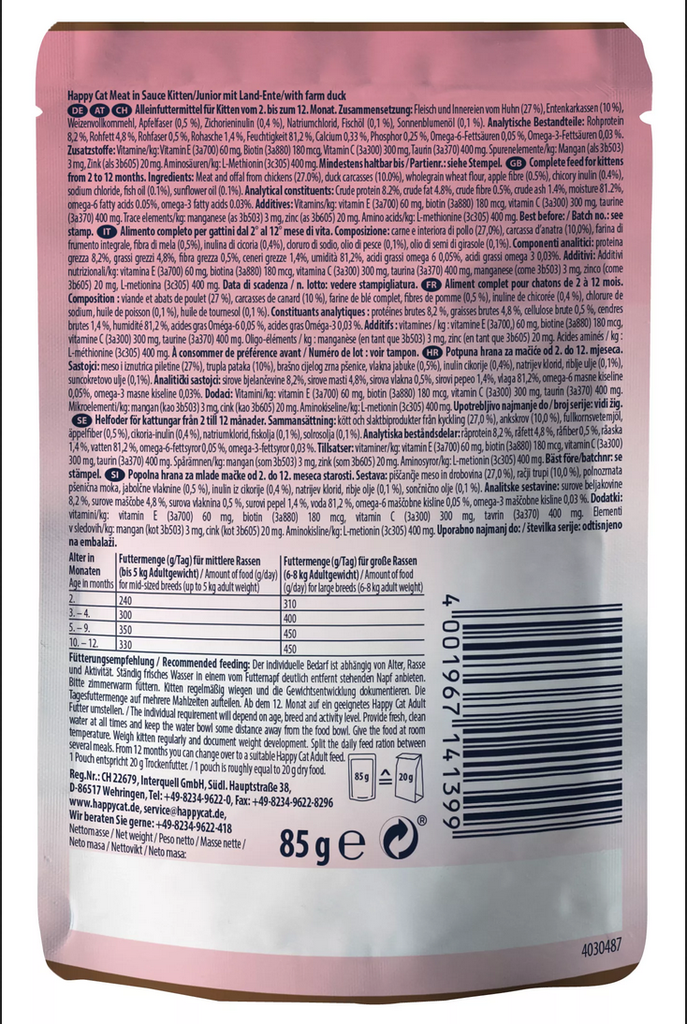 Happy Cat Meat in Sauce Kitten/Junior mit Land-Ente/with farm duck
DE AT CH Alleinfuttermittel für Kitten vom 2. bis zum 12. Monat. Zusammensetzung: Fleisch und Innereien vom Huhn (27 %), Entenkarkassen (10 %),
Weizenvollkornmehl, Apfelfaser (0,5 %), Zichorieninulin (0,4 %), Natriumchlorid, Fischöl (0,1 %), Sonnenblumenöl (0,1 %). Analytische Bestandteile: Rohprotein
8,2 %, Rohfett 4,8 %, Rohfaser 0,5 %, Rohasche 1,4 %, Feuchtigkeit 81,2 %, Calcium 0,33 %, Phosphor 0,25 %, Omega-6-Fettsäuren 0,05 %, Omega-3-Fettsäuren 0,03 %.
Zusatzstoffe: Vitamine/kg: Vitamin E (3a700) 60 mg, Biotin (3a880) 180 mcg, Vitamin C (3a300) 300 mg, Taurin (3a370) 400 mg. Spurenelemente/kg: Mangan (als 3b503)
3 mg, Zink (als 3b605) 20 mg. Aminosäuren/kg: L-Methionin (3c305) 400 mg. Mindestens haltbar bis / Partienr.: siehe Stempel. GB Complete feed for kittens
from 2 to 12 months. Ingredients: Meat and offal from chickens (27.0%), duck carcasses (10.0%), wholegrain wheat flour, apple fibre (0.5%), chicory inulin (0.4%),
sodium chloride, fish oil (0.1%), sunflower oil (0.1%). Analytical constituents: Crude protein 8.2%, crude fat 4.8%, crude fibre 0.5%, crude ash 1.4%, moisture 81.2%,
omega-6 fatty acids 0.05%, omega-3 fatty acids 0.03%. Additives: Vitamins/kg: vitamin E (3a700) 60 mg, biotin (3a880) 180 mcg, vitamin C (3a300) 300 mg, taurine
(3a370) 400 mg. Trace elements/kg: manganese (as 3b503) 3 mg, zinc (as 3b605) 20 mg. Amino acids/kg: L-methionine (3c305) 400 mg. Best before: / Batch no.: see
stamp. IT Alimento completo per gattini dal 2° al 12° mese di vita. Composizione: carne e interiora di pollo (27,0%), carcassa d'anatra (10,0%), farina di
frumento integrale, fibra di mela (0,5%), inulina di cicoria (0,4%), cloruro di sodio, olio di pesce (0,1%), olio di semi di girasole (0,1%). Componenti analitici: proteina
grezza 8,2%, grassi grezzi 4,8%, fibra grezza 0,5%, ceneri grezze 1,4%, umidità 81,2%, acidi grassi omega 6 0,05%, acidi grassi omega 3 0,03%. Additivi: Additivi
nutrizionali/kg: vitamina E (3a700) 60 mg, biotina (3a880) 180 mcg, vitamina C (3a300) 300 mg, taurina (3a370) 400 mg, manganese (come 3b503) 3 mg, zinco (come
3b605) 20 mg, L-metionina (3c305) 400 mg. Data di scadenza / n. lotto: vedere stampigliatura. FR Aliment complet pour chatons de 2 à 12 mois.
Composition : viande et abats de poulet (27 %), carcasses de canard (10 %), farine de blé complet, fibres de pomme (0,5 %), inuline de chicorée (0,4 %), chlorure de
sodium, huile de poisson (0,1 %), huile de tournesol (0,1 %). Constituants analytiques : protéines brutes 8,2 %, graisses brutes 4,8 %, cellulose brute 0,5 %, cendres
brutes 1,4 %, humidité 81,2 %, acides gras Oméga-6 0,05 %, acides gras Oméga-3 0,03 %. Additifs : vitamines / kg : vitamine E (3a700,) 60 mg, biotine (3a880) 180 mcg,
vitamine C (3a300) 300 mg, taurine (3a370) 400 mg. Oligo-éléments / kg : manganèse (en tant que 3b503) 3 mg, zinc (en tant que 3b605) 20 mg. Acides aminés / kg :
L-méthionine (3c305) 400 mg. À consommer de préférence avant / Numéro de lot : voir tampon. HR Potpuna hrana za mačiće od 2. do 12. mjeseca.
Sastojci: meso i iznutrica piletine (27%), trupla pataka (10%), brašno cijelog zrna pšenice, vlakna jabuke (0,5%), inulin cikorije (0,4%), natrijev klorid, riblje ulje (0,1%),
suncokretovo ulje (0,1%). Analitički sastojci: sirove bjelančevine 8,2%, sirove masti 4,8%, sirova vlakna 0,5%, sirovi pepeo 1,4%, vlaga 81,2%, omega-6 masne kiseline
0,05%, omega-3 masne kiseline 0,03%. Dodaci: Vitamini/kg: vitamin E (3a700) 60 mg, biotin (3a880) 180 mcg, vitamin C (3a300) 300 mg, taurin (3a370) 400 mg.
Mikroelementi/kg: mangan (kao 3b503) 3 mg, cink (kao 3b605) 20 mg. Aminokiseline/kg: L-metionin (3c305) 400 mg. Upotrebljivo najmanje do / broj serije: vidi žig.
SE Helfoder för kattungar från 2 till 12 månader. Sammansättning: kött och slaktbiprodukter från kyckling (27,0 %), ankskrov (10,0 %), fullkornsvetemjöl,
äppelfiber (0,5 %), cikoria-inulin (0,4 %), natriumklorid, fiskolja (0,1 %), solrosolja (0,1 %). Analytiska beståndsdelar: råprotein 8,2 %, råfett 4,8 %, råfiber 0,5 %, råaska
1,4 %, vatten 81,2 %, omega-6-fettsyror 0,05 %, omega-3-fettsyror 0,03 %. Tillsatser: vitaminer/kg: vitamin E (3a700) 60 mg, biotin (3a880) 180 mcg, vitamin C (3a300)
300 mg, taurin (3a370) 400 mg. Spårämnen/kg: mangan (som 3b503) 3 mg, zink (som 3b605) 20 mg. Aminosyror/kg: L-metionin (3c305) 400 mg. Bäst före/batchnr: se
stämpel. SI Popolna hrana za mlade mačke od 2. do 12. meseca starosti. Sestava: piščančje meso in drobovina (27,0 %), račji trupi (10,0 %), polnozrnata
pšenična moka, jabolčne vlaknine (0,5 %), inulin iz cikorije (0,4 %), natrijev klorid, ribje olje (0,1 %), sončnično olje (0,1 %). Analitske sestavine: surove beljakovine
8,2 %, surove maščobe 4,8 %, surova vlaknina 0,5 %, surovi pepel 1,4 %, voda 81,2 %, omega-6 maščobne kisline 0,05 %, omega-3 maščobne kisline 0,03 %. Dodatki:
vitamini/kg: vitamin E (3a700) 60 mg, biotin (3a880) 180 mcg, vitamin C (3a300) 300 mg, tavrin (3a370) 400 mg. Elementi
v sledovih/kg: mangan (kot 3b503) 3 mg, cink (kot 3b605) 20 mg. Aminokisline/kg: L-metionin (3c305) 400 mg. Uporabno najmanj do: / številka serije: odtisnjeno
na embalaži.
Alter in Monaten Age in months
Futtermenge (g/Tag) für mittlere Rassen (bis 5 kg Adultgewicht) / Amount of food (g/day) for mid-sized breeds (up to 5 kg adult weight)
Futtermenge (g/Tag) für große Rassen (6-8 kg Adultgewicht) / Amount of food (g/day) for large breeds (6-8 kg adult weight)
2. 240 310
3. – 4. 300 400
5. – 9. 350 450
10. – 12. 330 450
Fütterungsempfehlung / Recommended feeding: Der individuelle Bedarf ist abhängig von Alter, Rasse
und Aktivität. Ständig frisches Wasser in einem vom Futternapf deutlich entfernt stehenden Napf anbieten.
Bitte zimmerwarm füttern. Kitten regelmäßig wiegen und die Gewichtsentwicklung dokumentieren. Die
Tagesfuttermenge auf mehrere Mahlzeiten aufteilen. Ab dem 12. Monat auf ein geeignetes Happy Cat Adult
Futter umstellen. / The individual requirement will depend on age, breed and activity level. Provide fresh, clean
water at all times and keep the water bowl some distance away from the food bowl. Give the food at room
temperature. Weigh kitten regularly and document weight development. Split the daily feed ration between
several meals. From 12 months you can change over to a suitable Happy Cat Adult feed.
1 Pouch entspricht 20 g Trockenfutter. / 1 pouch is roughly equal to 20 g dry food.
85 g ≙ 20 g
Reg.Nr.: CH 22679, Interquell GmbH, Südl. Hauptstraße 38,
D-86517 Wehringen, Tel: +49-8234-9622-0, Fax: +49-8234-9622-8296
www.happycat.de, service@happycat.de,
Wir beraten Sie gerne: +49-8234-9622-418
Nettomasse / Net weight / Peso netto / Masse nette /
Neto masa / Nettovikt / Neto masa:
85 g e ®
4 001967 141399
4030487